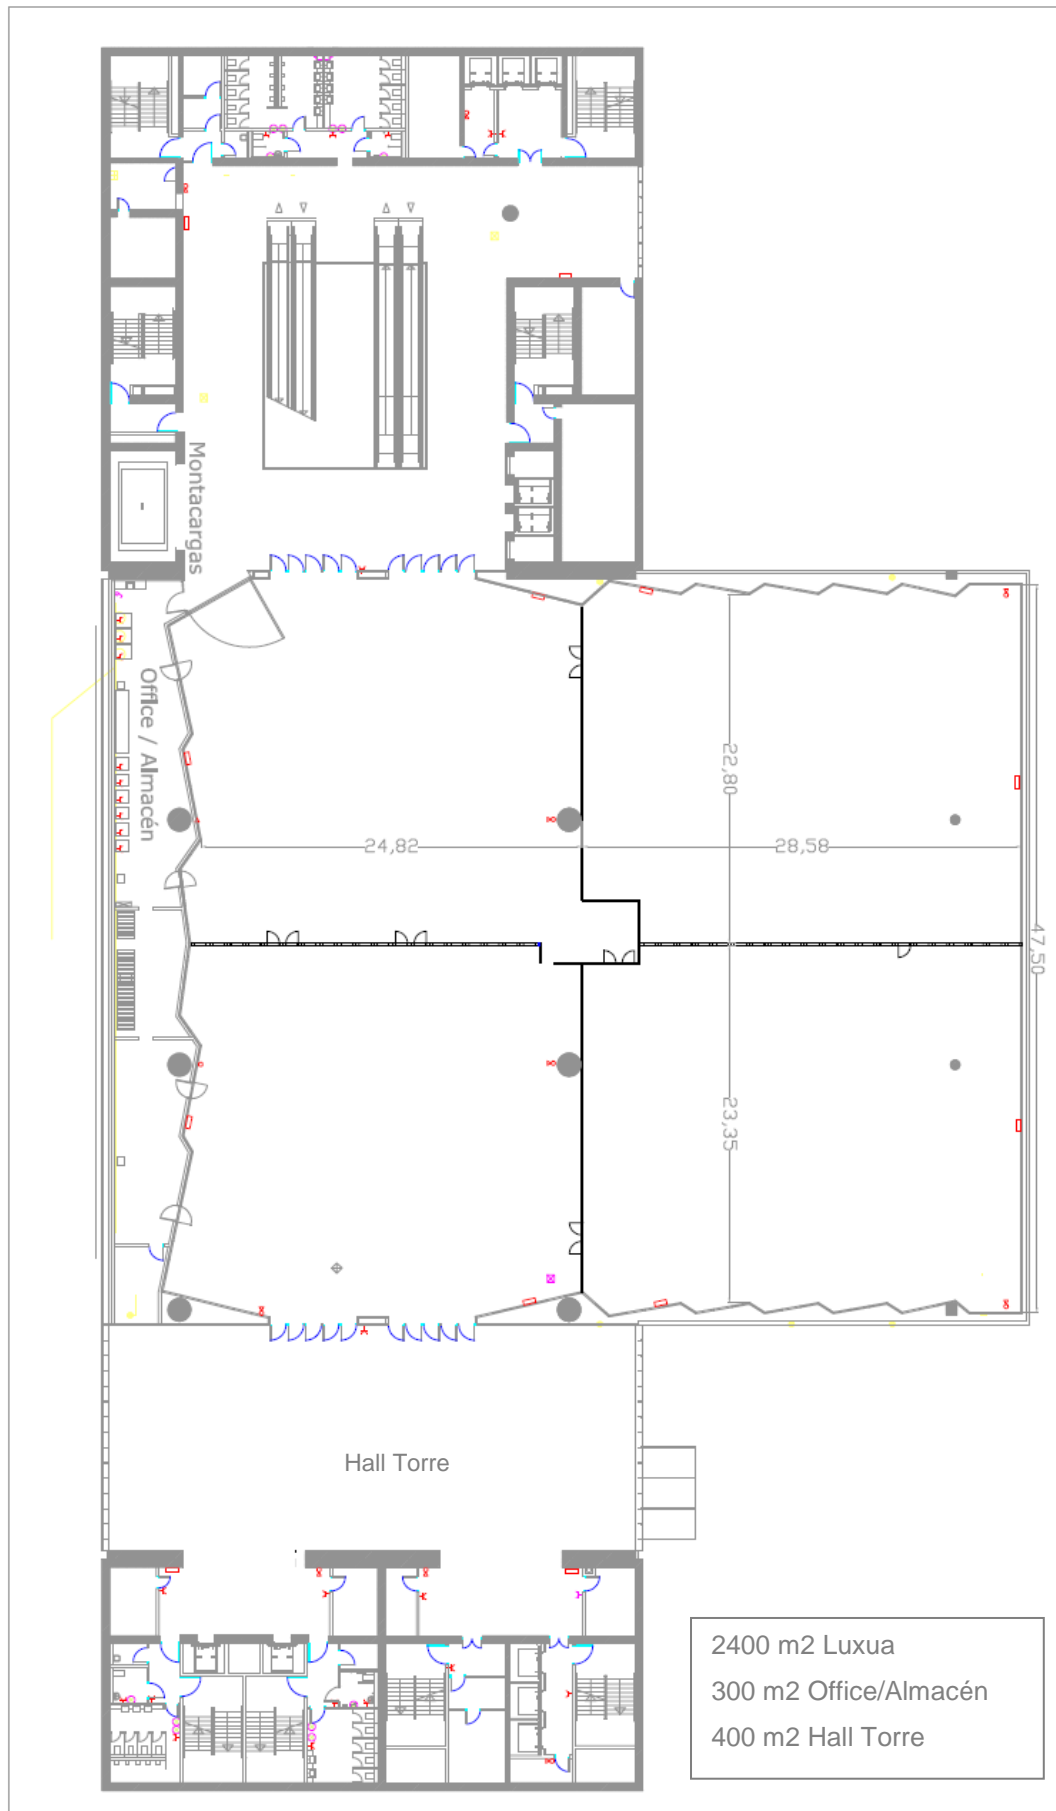 Montacargas
Office / Almacén
22,80
24,82
28,58
47,50
23,35
Hall Torre
2400 m2 Luxua
300 m2 Office/Almacén
400 m2 Hall Torre